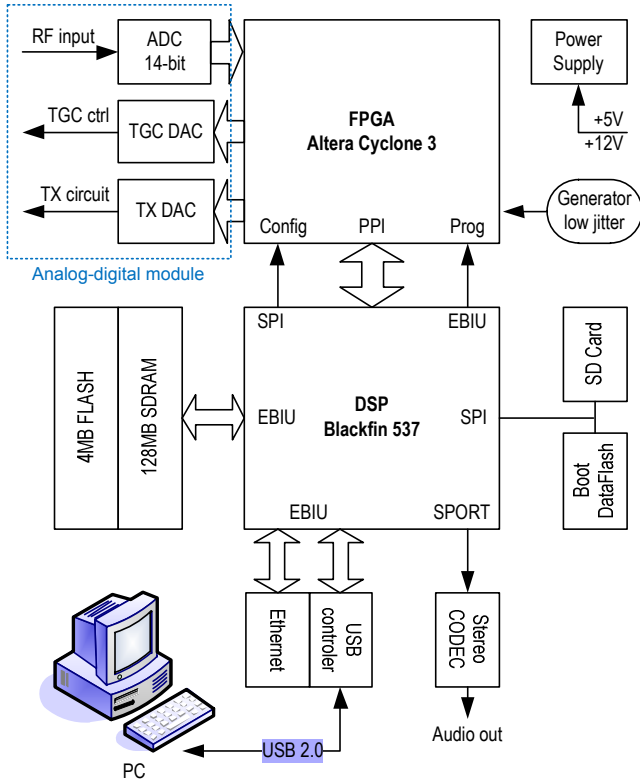 RF input
ADC
14-bit
TGC ctrl
TGC DAC
TX circuit
TX DAC
Analog-digital module
FPGA
Altera Cyclone 3
Config
PPI
Prog
Power
Supply
+5V
+12V
Generator
low jitter
4MB FLASH
128MB SDRAM
SPI
EBIU
DSP
Blackfin 537
EBIU
SPI
EBIU
SPORT
SD Card
Boot
DataFlash
Ethernet
USB
controler
Stereo
CODEC
Audio out
USB 2.0
PC